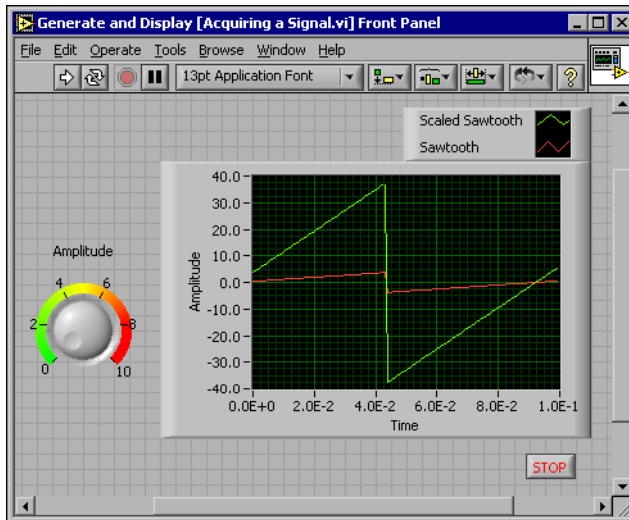 Generate and Display [Acquiring a Signal.vi] Front Panel
File Edit Operate Tools Browse Window Help
13pt Application Font
?
Scaled Sawtooth
Sawtooth
Amplitude
0
2
4
6
8
10
Amplitude
40.0
30.0
20.0
10.0
0.0
-10.0
-20.0
-30.0
-40.0
0.0E+0 2.0E-2 4.0E-2 6.0E-2 8.0E-2 1.0E-1
Time
STOP